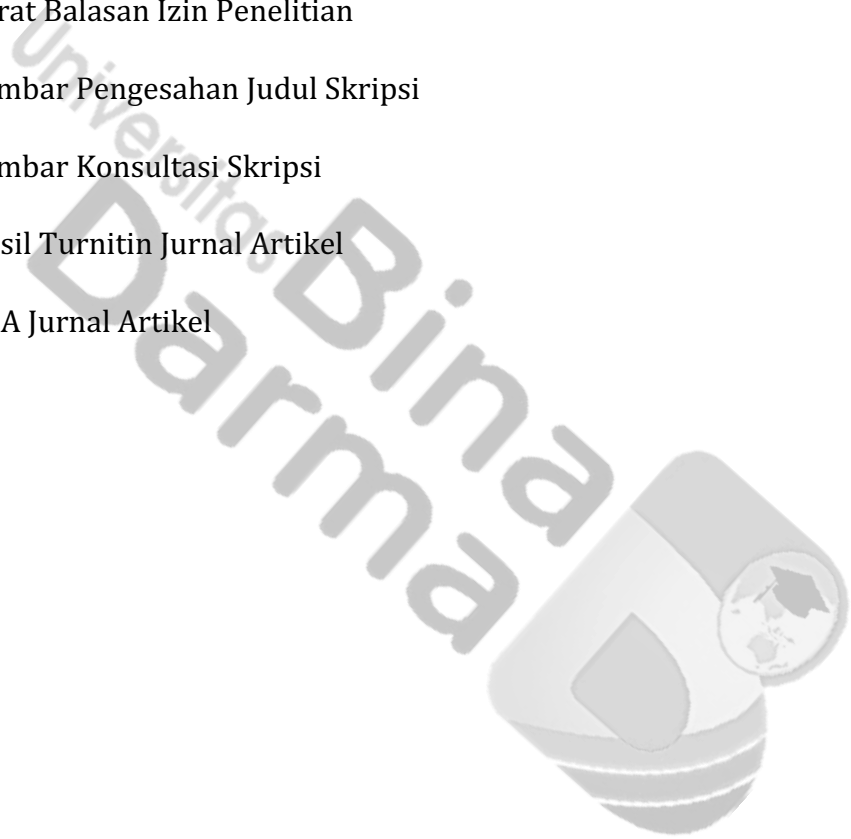 rat Balasan Izin Penelitian
mbar Pengesahan Judul Skripsi
mbar Konsultasi Skripsi
sil Turnitin Jurnal Artikel
A Jurnal Artikel
Universitas
Bina
Darma